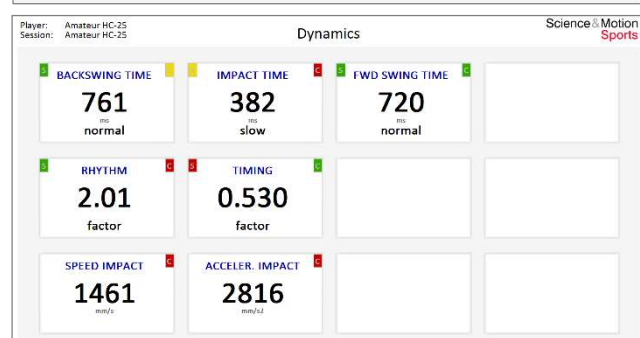 Player: Amateur HC-25
Session: Amateur HC-25
Dynamics
Science&Motion
Sports
S BACKSWING TIME
761
ms
normal
IMPACT TIME C
382
ms
slow
S FWD SWING TIME C
720
ms
normal
S RHYTHM C
2.01
factor
S TIMING C
0.530
factor
SPEED IMPACT C
1461
mm/s
ACCELER. IMPACT C
2816
mm/s2